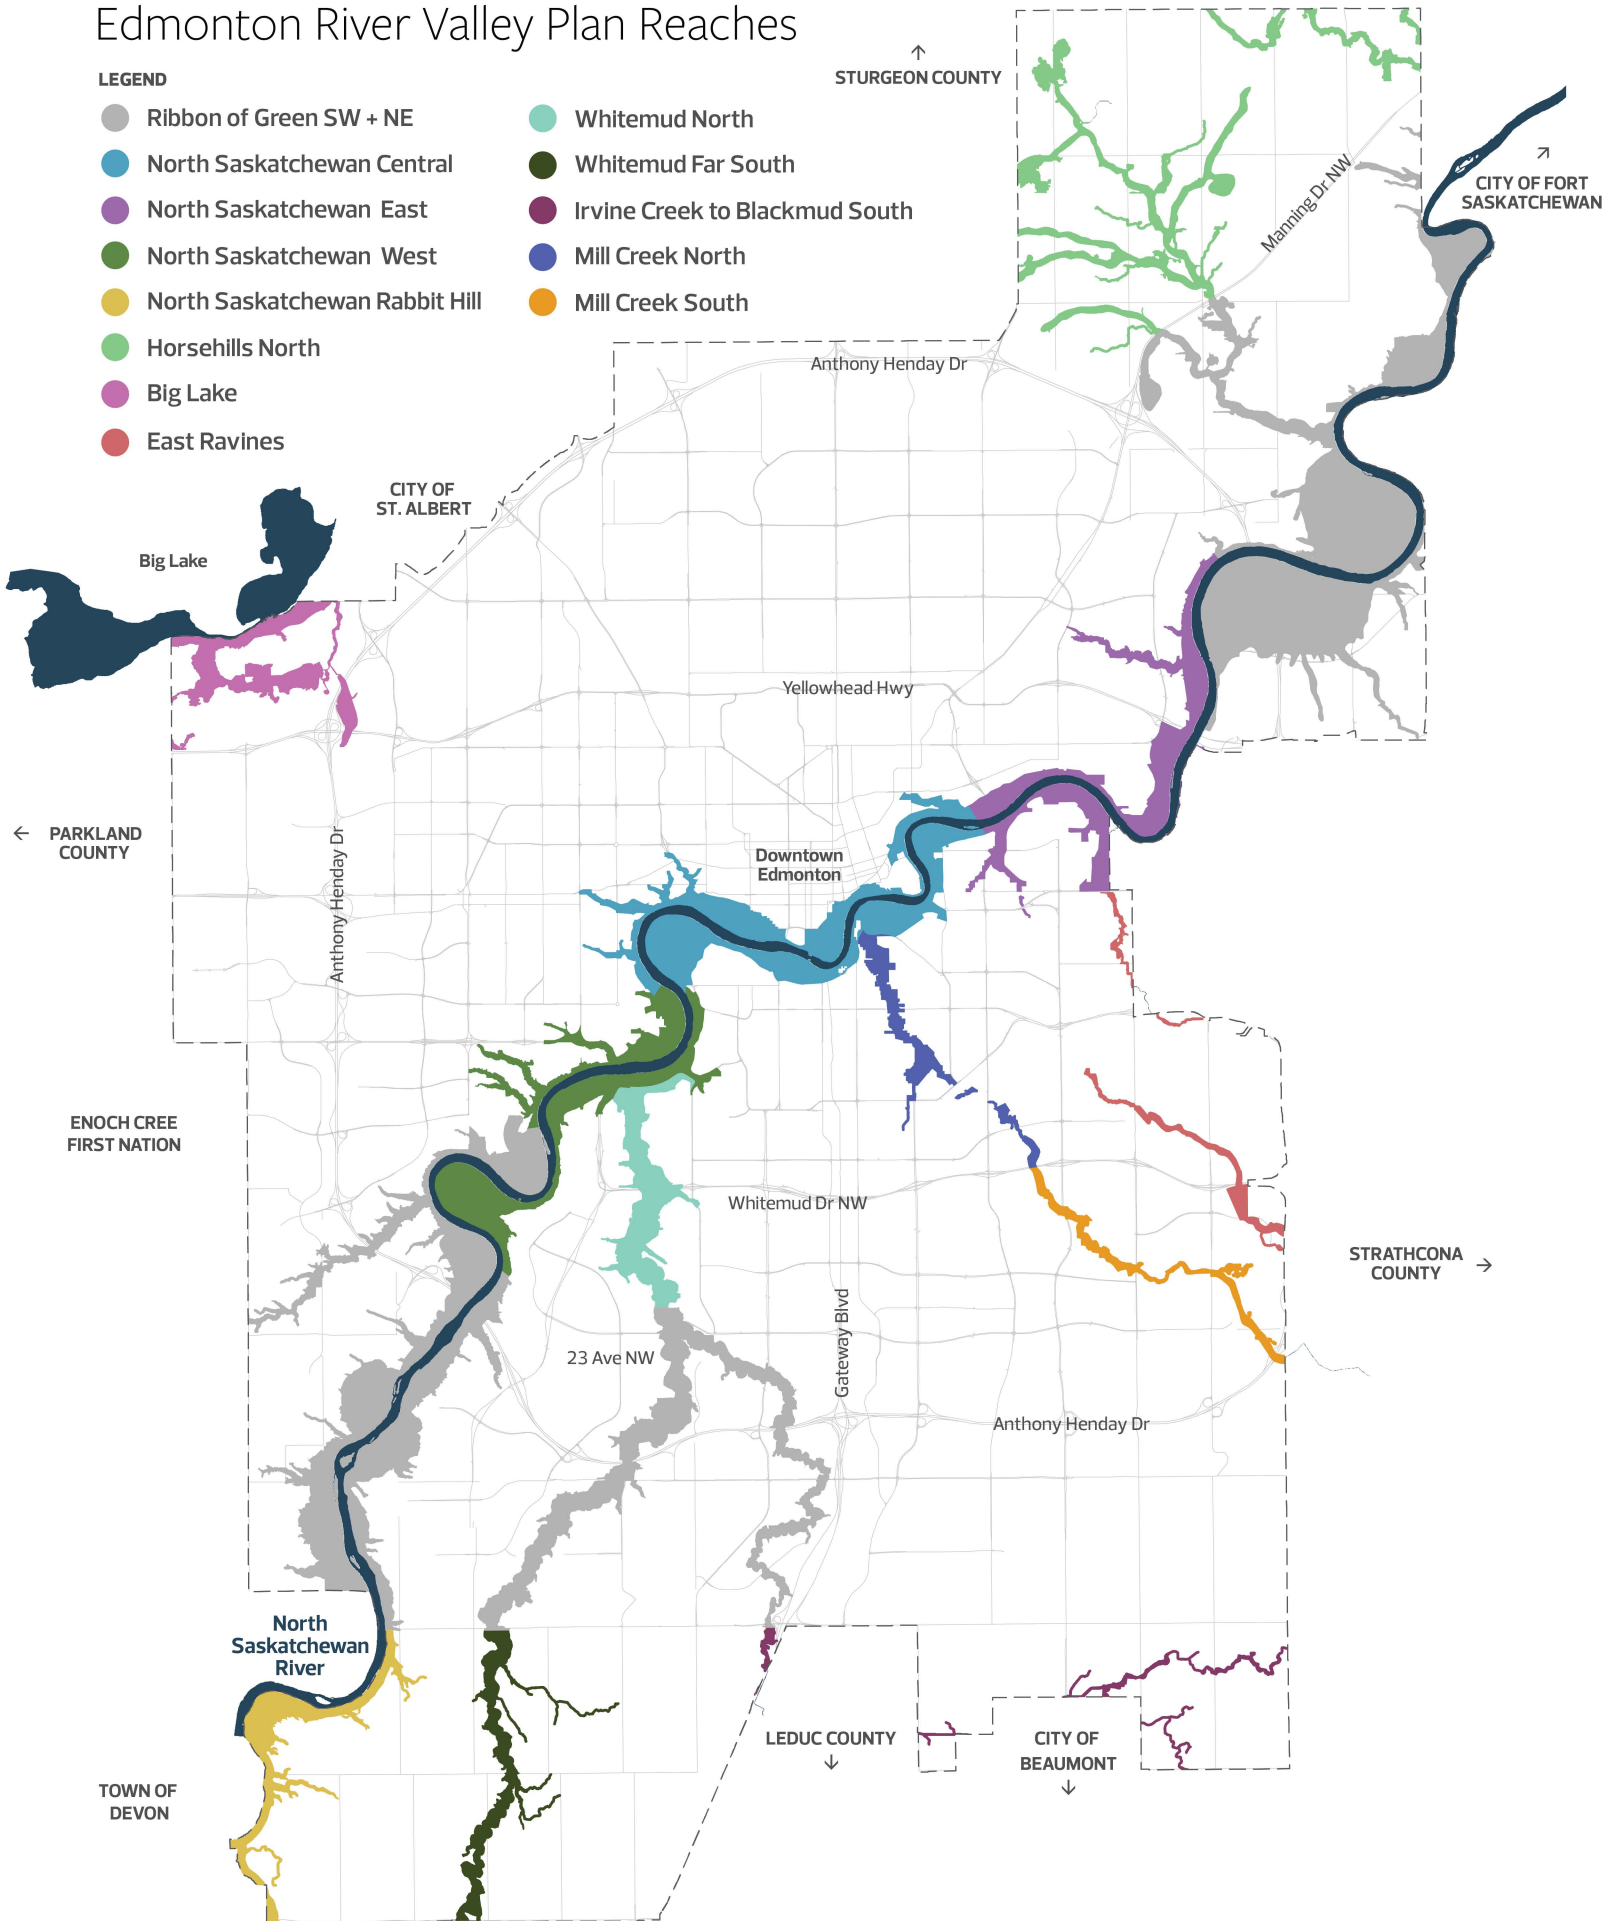 Edmonton River Valley Plan Reaches
LEGEND
Ribbon of Green SW + NE
North Saskatchewan Central
North Saskatchewan East
North Saskatchewan West
North Saskatchewan Rabbit Hill
Horsehills North
Big Lake
East Ravines
Whitemud North
Whitemud Far South
Irvine Creek to Blackmud South
Mill Creek North
Mill Creek South
↑
STURGEON COUNTY
Manning Dr NW
↗
CITY OF FORT
SASKATCHEWAN
Anthony Henday Dr
CITY OF
ST. ALBERT
Big Lake
Yellowhead Hwy
← PARKLAND
COUNTY
Anthony Henday Dr
Downtown
Edmonton
ENOCH CREE
FIRST NATION
Whitemud Dr NW
STRATHCONA
COUNTY →
Gateway Blvd
23 Ave NW
Anthony Henday Dr
North
Saskatchewan
River
LEDUC COUNTY
↓
CITY OF
BEAUMONT
↓
TOWN OF
DEVON